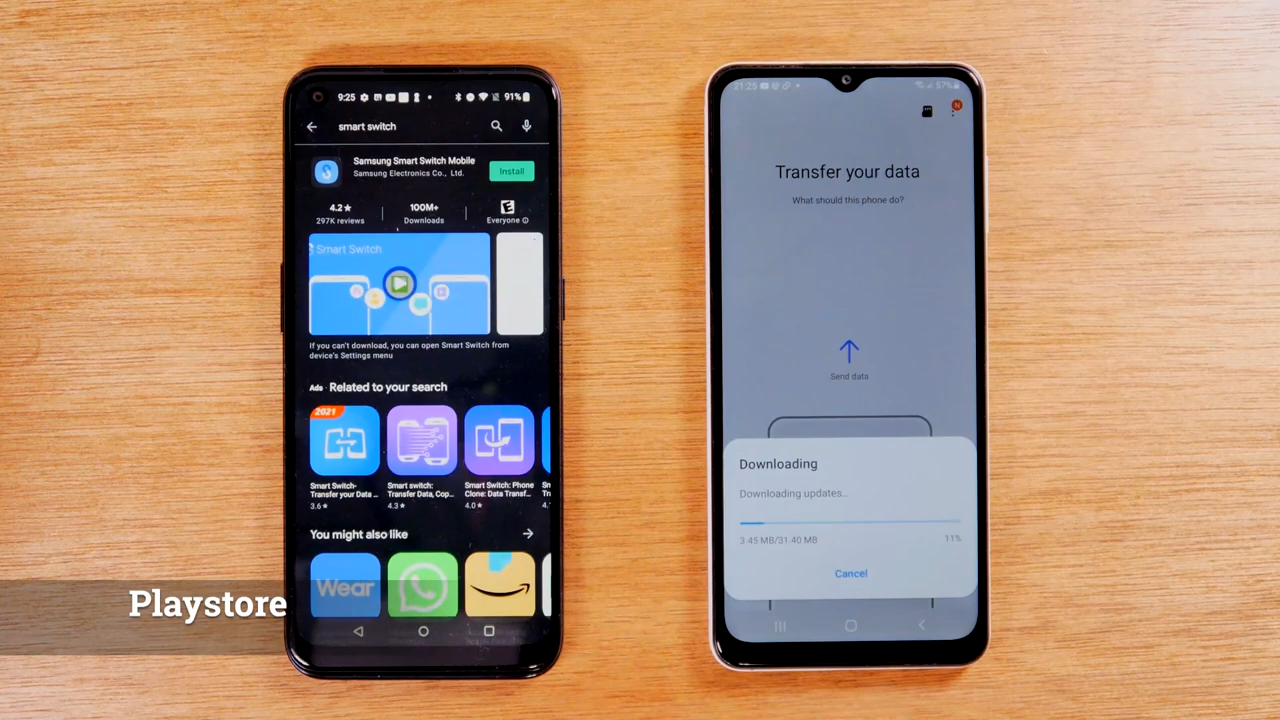 9:25
91%
smart switch
Samsung Smart Switch Mobile
Samsung Electronics Co., Ltd.
Install
4.2★
297K reviews
100M+
Downloads
E
Everyone
Smart Switch
If you can't download, you can open Smart Switch from
device's Settings menu
Ads · Related to your search
2021
Smart Switch-
Transfer your Data ...
3.6★
Smart switch:
Transfer Data, Cop...
4.3★
Smart Switch: Phone
Clone: Data Transf...
4.0★
You might also like
Wear
Playstore
21:25
57%
N
Transfer your data
What should this phone do?
Send data
Downloading
Downloading updates...
3.45 MB/31.40 MB
11%
Cancel